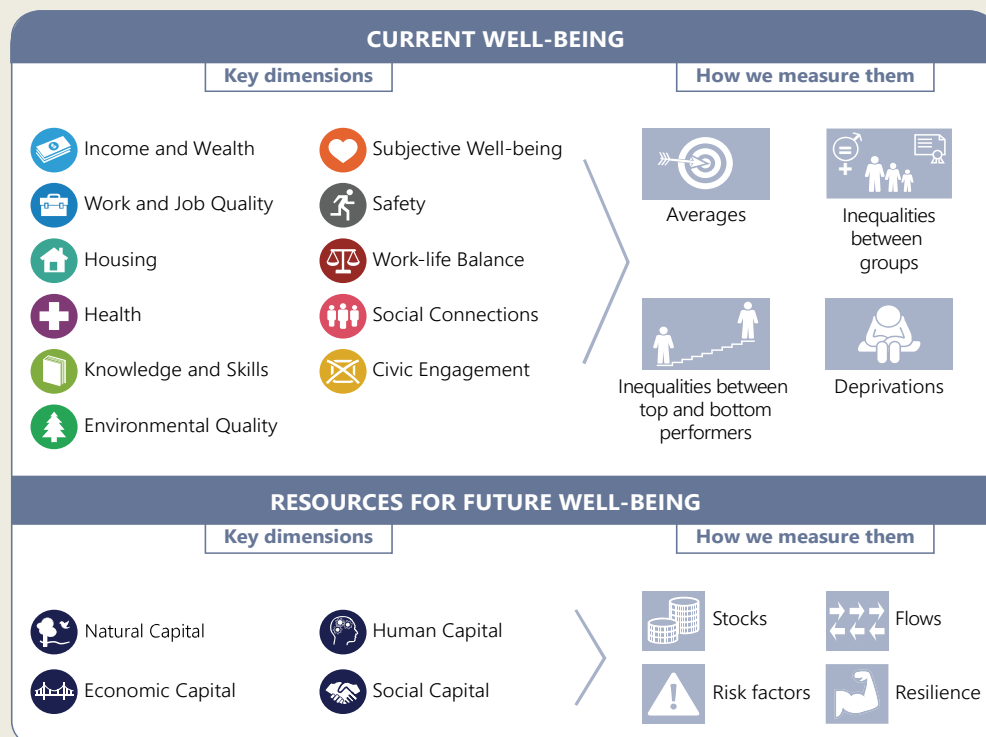 CURRENT WELL-BEING
Key dimensions
How we measure them
Income and Wealth
Work and Job Quality
Housing
Health
Knowledge and Skills
Environmental Quality
Subjective Well-being
Safety
Work-life Balance
Social Connections
Civic Engagement
Averages
Inequalities
between
groups
Inequalities between
top and bottom
performers
Deprivations
RESOURCES FOR FUTURE WELL-BEING
Key dimensions
How we measure them
Natural Capital
Economic Capital
Human Capital
Social Capital
Stocks
Flows
Risk factors
Resilience